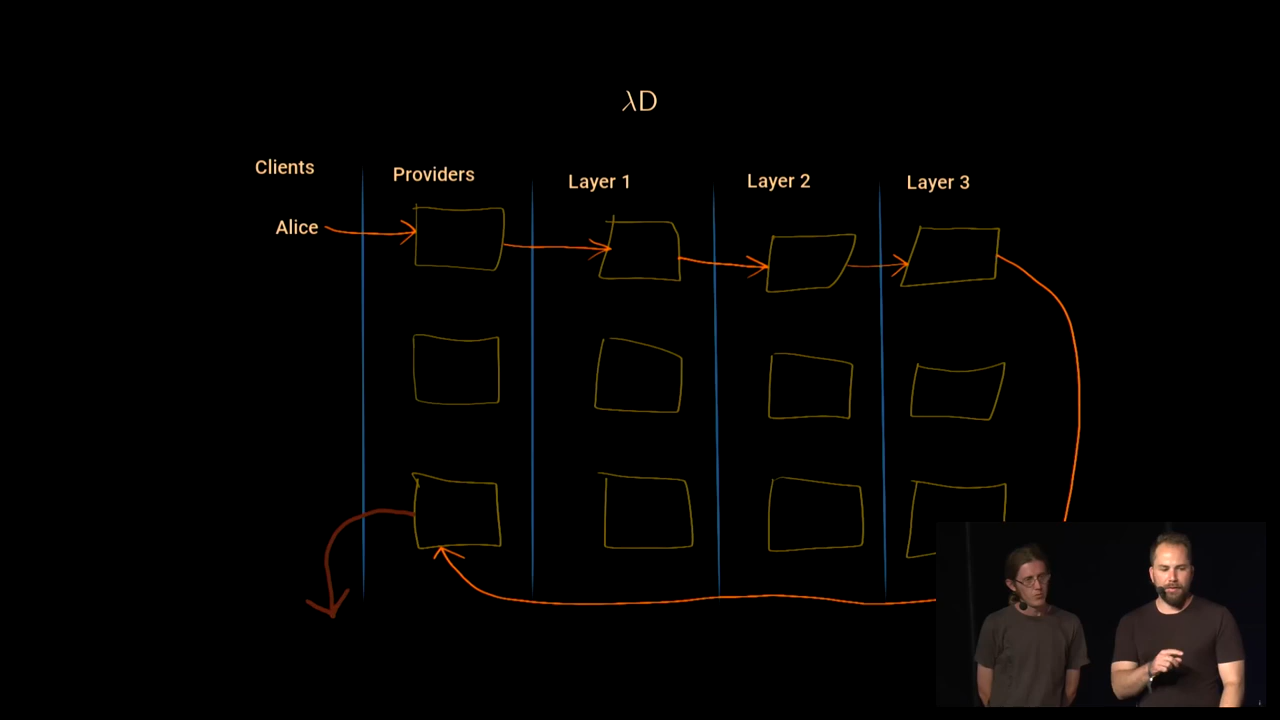 λD
Clients
Providers
Layer 1
Layer 2
Layer 3
Alice